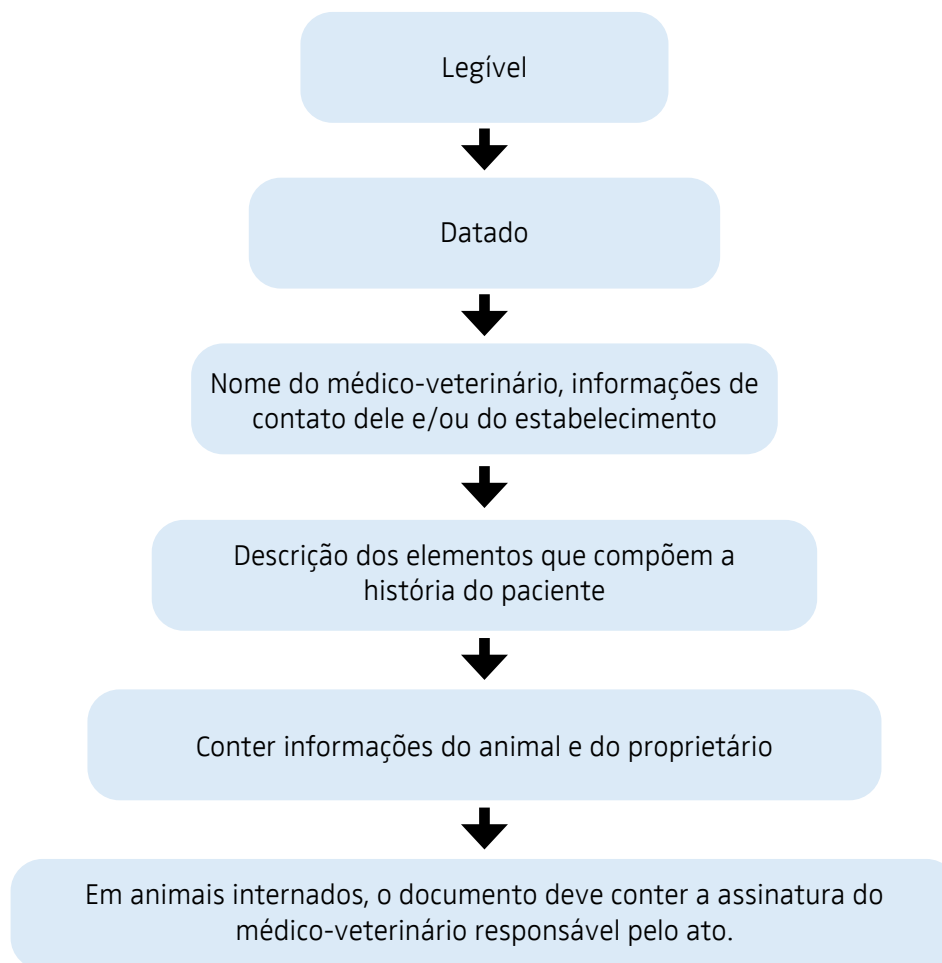 Legível
Datado
Nome do médico-veterinário, informações de
contato dele e/ou do estabelecimento
Descrição dos elementos que compõem a
história do paciente
Conter informações do animal e do proprietário
Em animais internados, o documento deve conter a assinatura do
médico-veterinário responsável pelo ato.